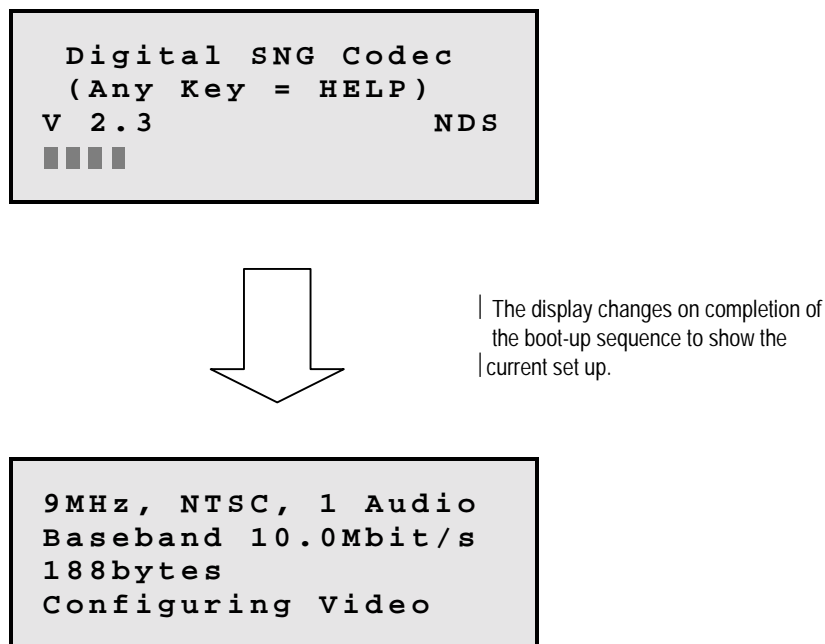 Digital SNG Codec
(Any Key = HELP)
V 2.3 NDS
The display changes on completion of
the boot-up sequence to show the
current set up.
9MHz, NTSC, 1 Audio
Baseband 10.0Mbit/s
188bytes
Configuring Video